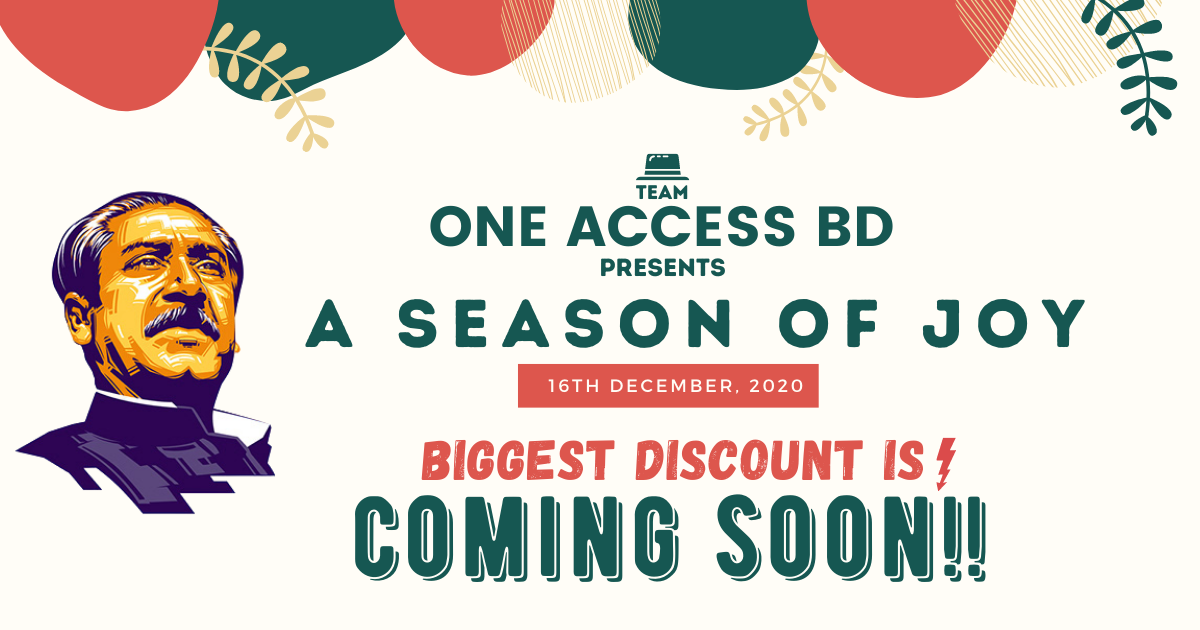 TEAM
ONE ACCESS BD
PRESENTS
A SEASON OF JOY
16TH DECEMBER, 2020
BIGGEST DISCOUNT IS
COMING SOON!!